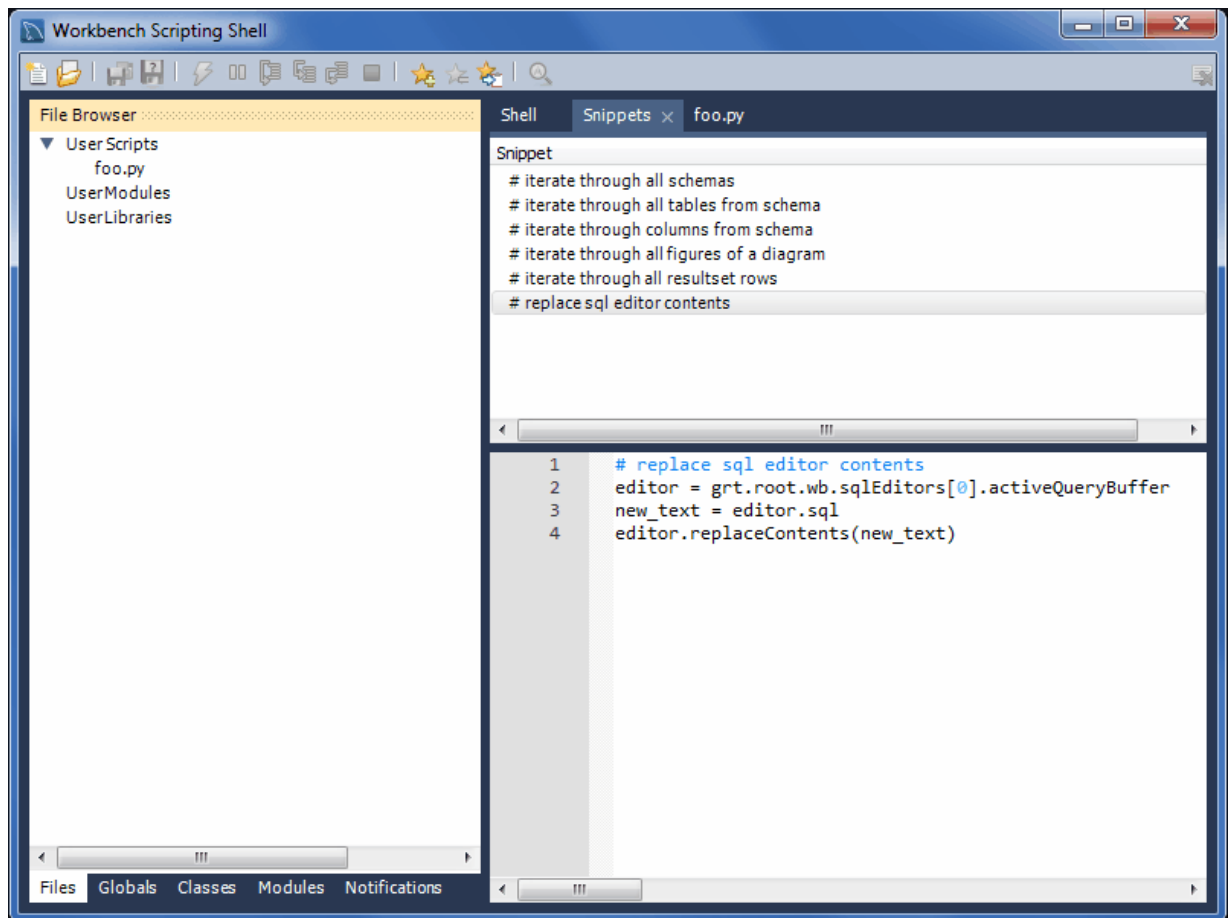 Workbench Scripting Shell
File Browser
User Scripts
foo.py
UserModules
UserLibraries
Files Globals Classes Modules Notifications
Shell Snippets foo.py
Snippet
# iterate through all schemas
# iterate through all tables from schema
# iterate through columns from schema
# iterate through all figures of a diagram
# iterate through all resultset rows
# replace sql editor contents
1 # replace sql editor contents
2 editor = grt.root.wb.sqlEditors[0].activeQueryBuffer
3 new_text = editor.sql
4 editor.replaceContents(new_text)